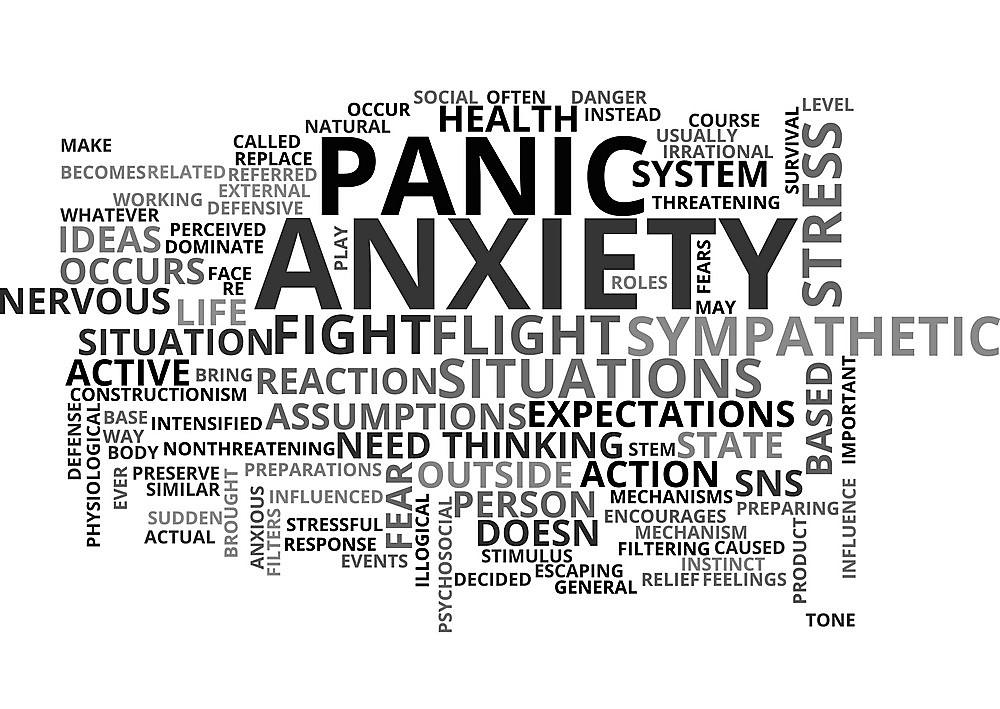 SOCIAL OFTEN DANGER
LEVEL
OCCUR
HEALTH
INSTEAD
NATURAL
COURSE
MAKE
CALLED
PANIC
USUALLY
SURVIVAL
STRESS
REPLACE
IRRATIONAL
BECOMES RELATED REFERRED
SYSTEM
EXTERNAL
WORKING
DEFENSIVE
THREATENING
WHATEVER
PERCEIVED
ANXIETY
IDEAS
DOMINATE
PLAY
FEARS
OCCURS
FACE
ROLES
RE
NERVOUS
LIFE
MAY
SITUATION
FIGHT
FLIGHT
SYMPATHETIC
ACTIVE
BRING
REACTION
SITUATIONS
BASED
IMPORTANT
CONSTRUCTIONISM
DEFENSE
PHYSIOLOGICAL
BASE
INTENSIFIED
ASSUMPTIONS
EXPECTATIONS
WAY
BODY
NONTHREATENING
NEED
THINKING
STEM
STATE
EVER
PRESERVE
PREPARATIONS
OUTSIDE
ACTION
SNS
SIMILAR
BROUGHT
ANXIOUS
FILTERS
INFLUENCED
FEAR
ILLOGICAL
PSYCHOSOCIAL
PERSON
MECHANISMS
PREPARING
INFLUENCE
SUDDEN
STRESSFUL
DOESN
ENCOURAGES
ACTUAL
MECHANISM
PRODUCT
RESPONSE
FILTERING
CAUSED
EVENTS
STIMULUS
INSTINCT
DECIDED
ESCAPING
RELIEF
FEELINGS
GENERAL
TONE